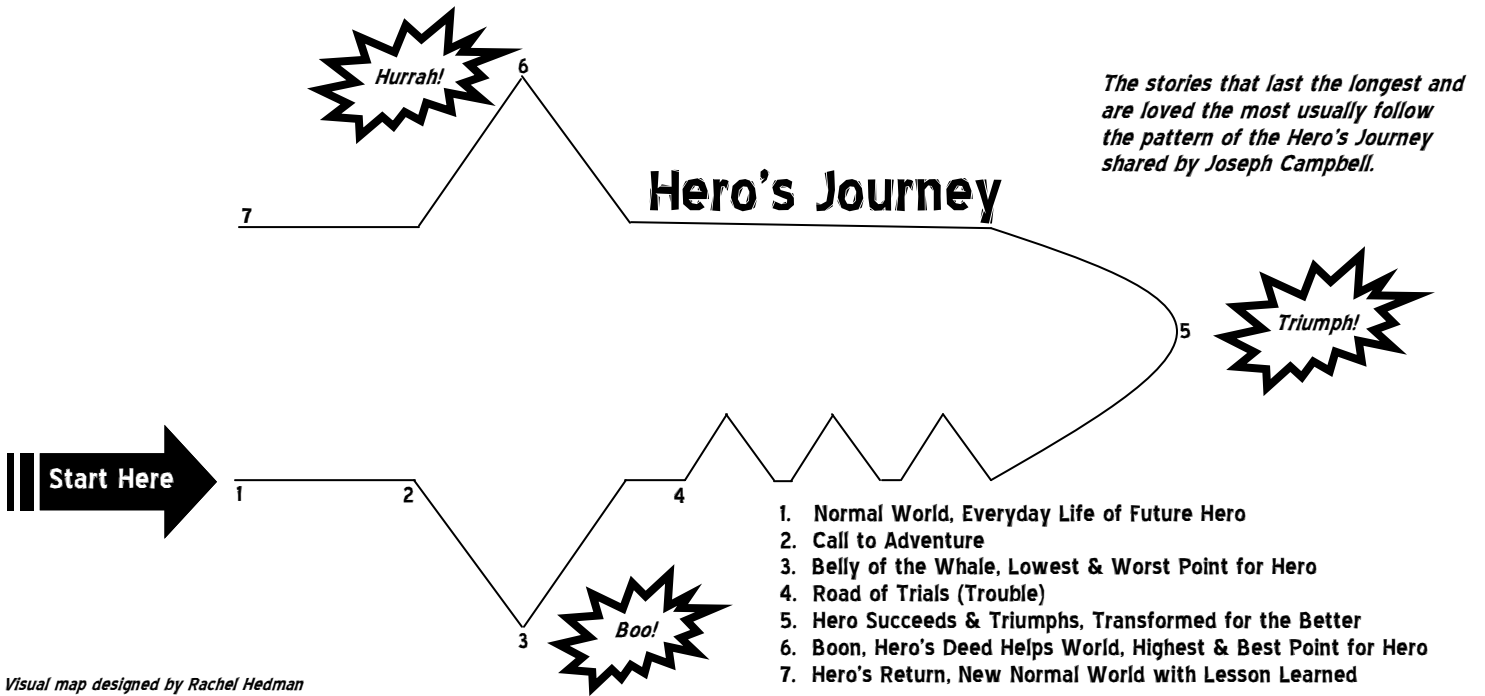 Hurrah!
6
The stories that last the longest and
are loved the most usually follow
the pattern of the Hero's Journey
shared by Joseph Campbell.
Hero's Journey
7
Triumph!
5
Start Here
1
2
4
3
Boo!
1. Normal World, Everyday Life of Future Hero
2. Call to Adventure
3. Belly of the Whale, Lowest & Worst Point for Hero
4. Road of Trials (Trouble)
5. Hero Succeeds & Triumphs, Transformed for the Better
6. Boon, Hero's Deed Helps World, Highest & Best Point for Hero
7. Hero's Return, New Normal World with Lesson Learned
Visual map designed by Rachel Hedman